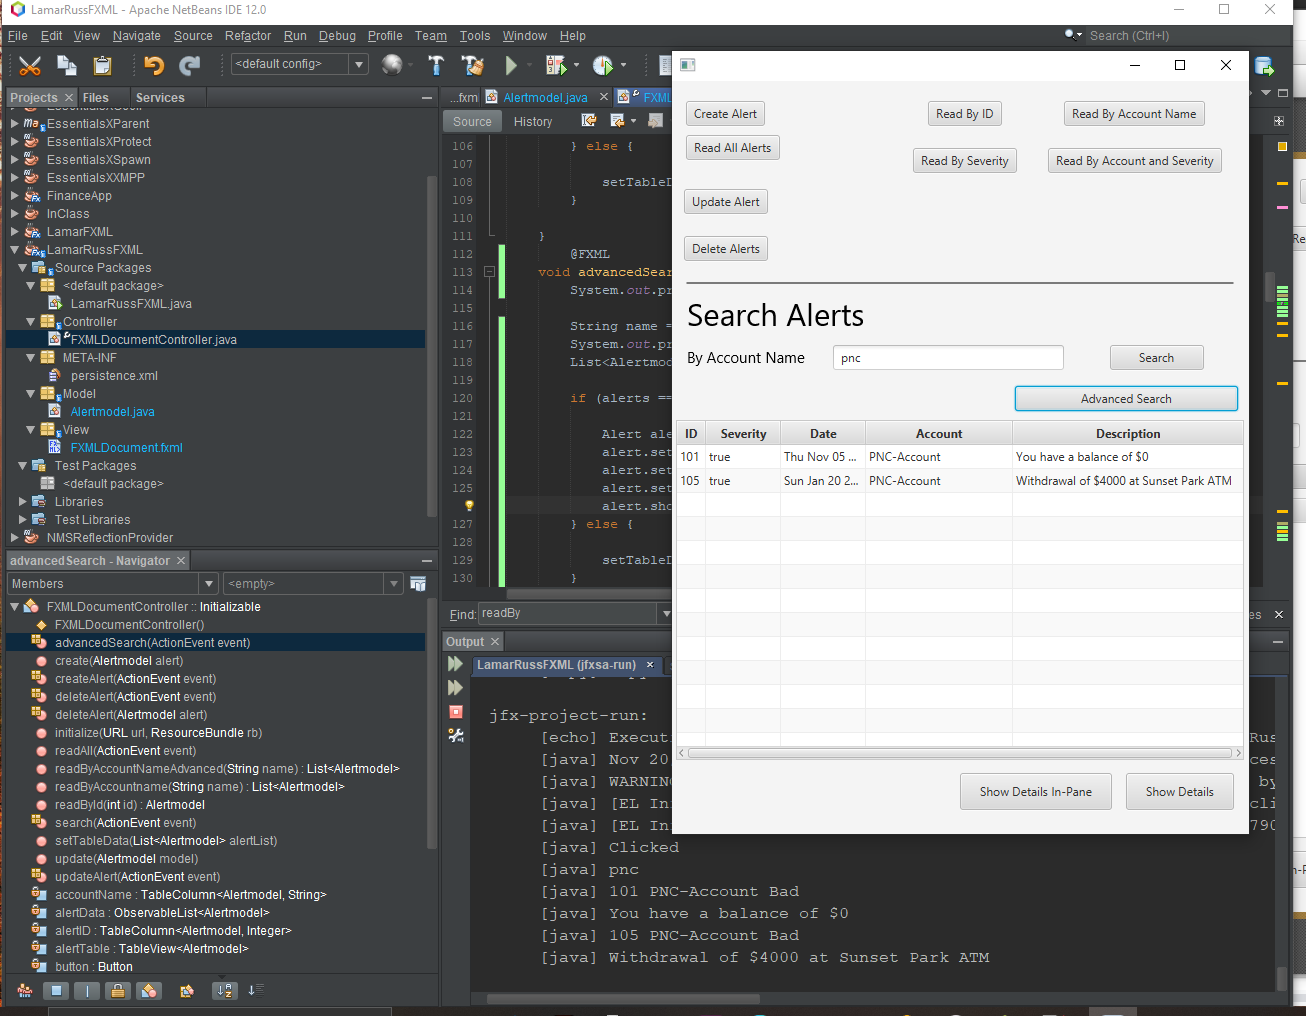 LamarRussFXML - Apache NetBeans IDE 12.0
File Edit View Navigate Source Refactor Run Debug Profile Team Tools Window Help
Search (Ctrl+I)
<default config>
Projects
Files
Services
EssentialsXParent
EssentialsXProtect
EssentialsXSpawn
EssentialsXXMPP
FinanceApp
InClass
LamarFXML
LamarRussFXML
Source Packages
<default package>
LamarRussFXML.java
Controller
FXMLDocumentController.java
META-INF
persistence.xml
Model
Alertmodel.java
View
FXMLDocument.fxml
Test Packages
<default package>
Libraries
Test Libraries
NMSReflectionProvider
advancedSearch - Navigator
Members
<empty>
FXMLDocumentController :: Initializable
FXMLDocumentController()
advancedSearch(ActionEvent event)
create(Alertmodel alert)
createAlert(ActionEvent event)
deleteAlert(ActionEvent event)
deleteAlert(Alertmodel alert)
initialize(URL url, ResourceBundle rb)
readAll(ActionEvent event)
readByAccountNameAdvanced(String name) : List<Alertmodel>
readByAccountname(String name) : List<Alertmodel>
readById(int id) : Alertmodel
search(ActionEvent event)
setTableData(List<Alertmodel> alertList)
update(Alertmodel model)
updateAlert(ActionEvent event)
accountName : TableColumn<Alertmodel, String>
alertData : ObservableList<Alertmodel>
alertID : TableColumn<Alertmodel, Integer>
alertTable : TableView<Alertmodel>
button : Button
...fxm
Alertmodel.java
FXML
Source
History
106 } else {
107
108 setTableD
109 }
110
111 }
112 @FXML
113 void advancedSear
114 System.out.pr
115
116 String name =
117 System.out.pr
118 List<Alertmod
119
120 if (alerts ==
121
122 Alert ale
123 alert.set
124 alert.set
125 alert.set
alert.sho
127 } else {
128
129 setTableD
130 }
Find: readBy
es
Output
LamarRussFXML (jfxsa-run)
jfx-project-run:
[echo] Executi
[java] Nov 20
[java] WARNING
[java] [EL Inf
[java] [EL Inf
[java] Clicked
[java] pnc
[java] 101 PNC-Account Bad
[java] You have a balance of $0
[java] 105 PNC-Account Bad
[java] Withdrawal of $4000 at Sunset Park ATM
Rus
ces
by
cli
790
Create Alert
Read All Alerts
Update Alert
Delete Alerts
Read By ID
Read By Account Name
Read By Severity
Read By Account and Severity
Search Alerts
By Account Name
pnc
Search
Advanced Search
ID Severity Date Account Description
101 true Thu Nov 05 ... PNC-Account You have a balance of $0
105 true Sun Jan 20 2... PNC-Account Withdrawal of $4000 at Sunset Park ATM
Show Details In-Pane
Show Details
Re